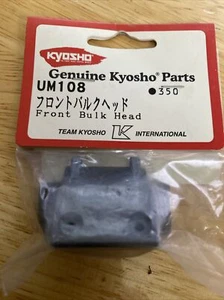 KYOSHO
Genuine Kyosho® Parts
UM108 ●350
フロントバルクヘッド
Front Bulk Head
TEAM KYOSHO K INTERNATIONAL